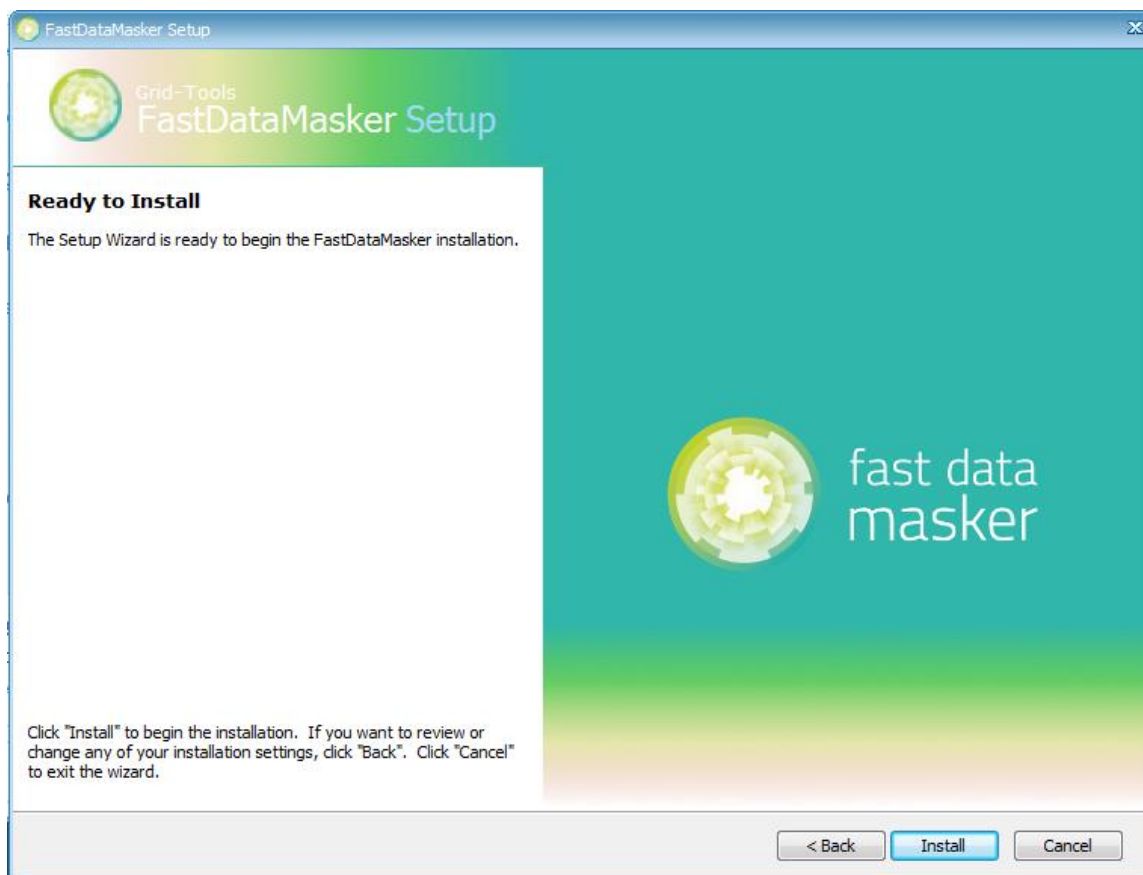 FastDataMasker Setup
Grid-Tools
FastDataMasker Setup
Ready to Install
The Setup Wizard is ready to begin the FastDataMasker installation.
fast data
masker
Click "Install" to begin the installation. If you want to review or
change any of your installation settings, click "Back". Click "Cancel"
to exit the wizard.
< Back Install Cancel